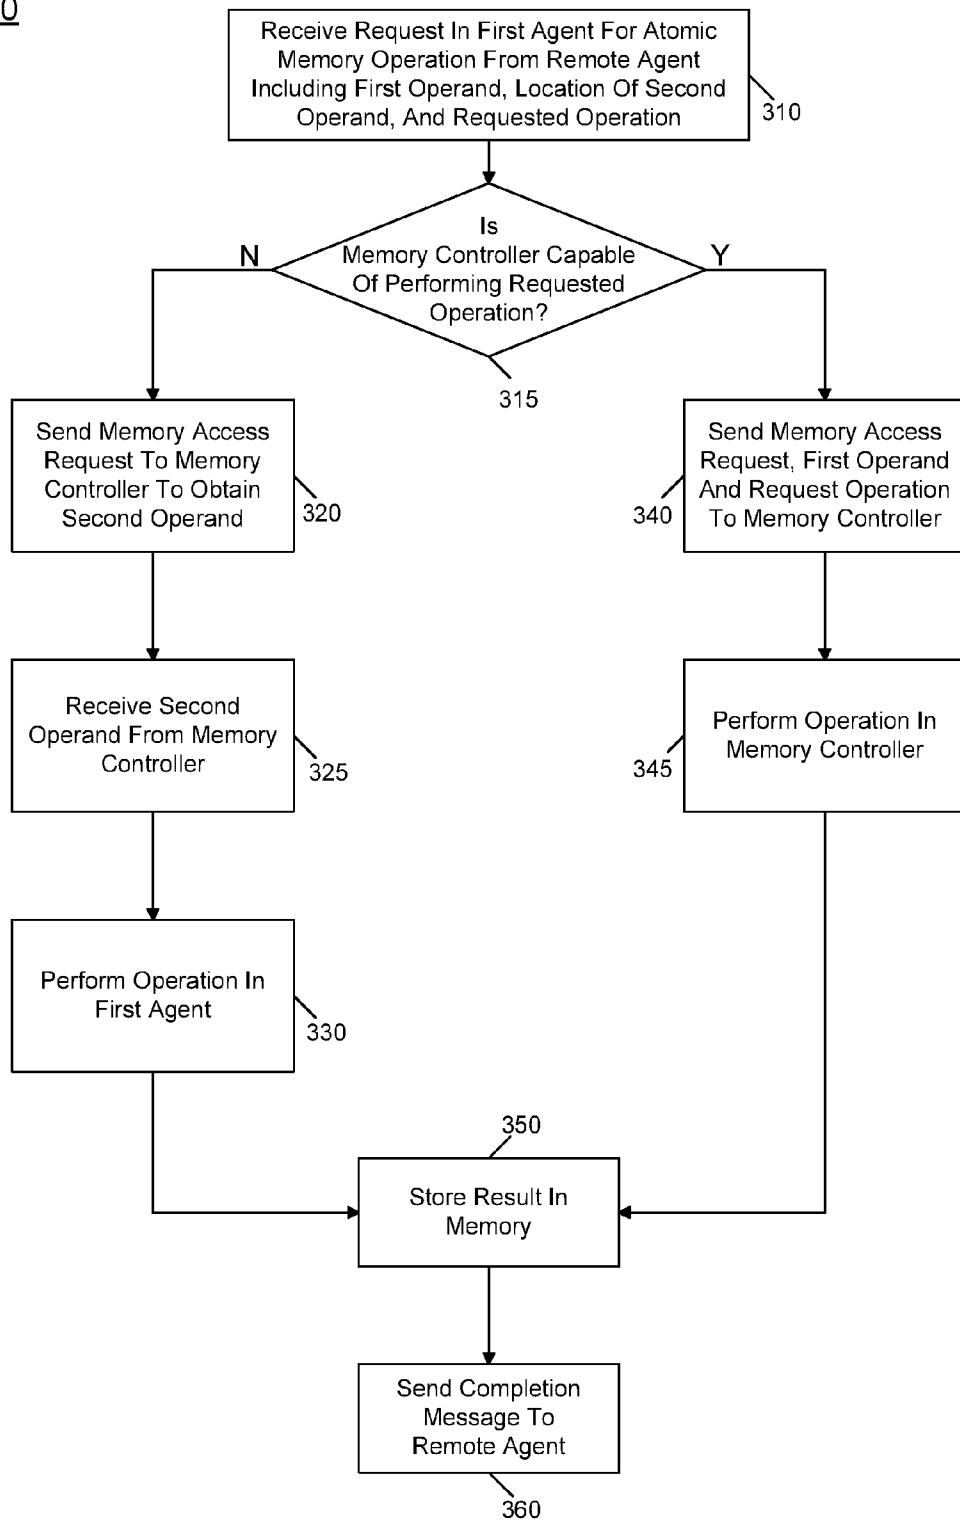 0
Receive Request In First Agent For Atomic
Memory Operation From Remote Agent
Including First Operand, Location Of Second
Operand, And Requested Operation
310
Is
Memory Controller Capable
Of Performing Requested
Operation?
N
Y
315
Send Memory Access
Request To Memory
Controller To Obtain
Second Operand
320
Send Memory Access
Request, First Operand
And Request Operation
To Memory Controller
340
Receive Second
Operand From Memory
Controller
325
Perform Operation In
Memory Controller
345
Perform Operation In
First Agent
330
350
Store Result In
Memory
Send Completion
Message To
Remote Agent
360